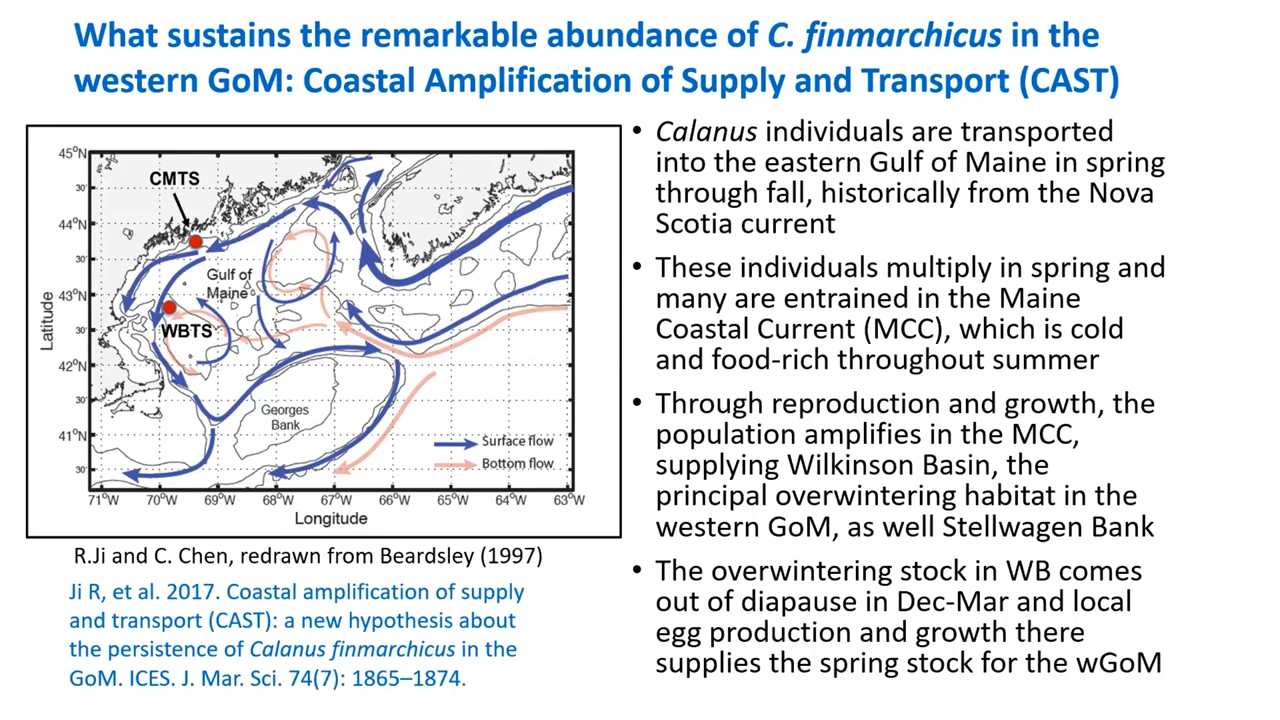 What sustains the remarkable abundance of C. finmarchicus in the
western GoM: Coastal Amplification of Supply and Transport (CAST)
45°N
30'
44°N
30'
43°N
30'
42°N
30'
41°N
30'
Latitude
CMTS
Gulf of
Maine
WBTS
Georges
Bank
Surface flow
Bottom flow
71°W 70°W 69°W 68°W 67°W 66°W 65°W 64°W 63°W
Longitude
R.Ji and C. Chen, redrawn from Beardsley (1997)
Ji R, et al. 2017. Coastal amplification of supply
and transport (CAST): a new hypothesis about
the persistence of Calanus finmarchicus in the
GoM. ICES. J. Mar. Sci. 74(7): 1865–1874.
• Calanus individuals are transported
into the eastern Gulf of Maine in spring
through fall, historically from the Nova
Scotia current
• These individuals multiply in spring and
many are entrained in the Maine
Coastal Current (MCC), which is cold
and food-rich throughout summer
• Through reproduction and growth, the
population amplifies in the MCC,
supplying Wilkinson Basin, the
principal overwintering habitat in the
western GoM, as well Stellwagen Bank
• The overwintering stock in WB comes
out of diapause in Dec-Mar and local
egg production and growth there
supplies the spring stock for the wGoM